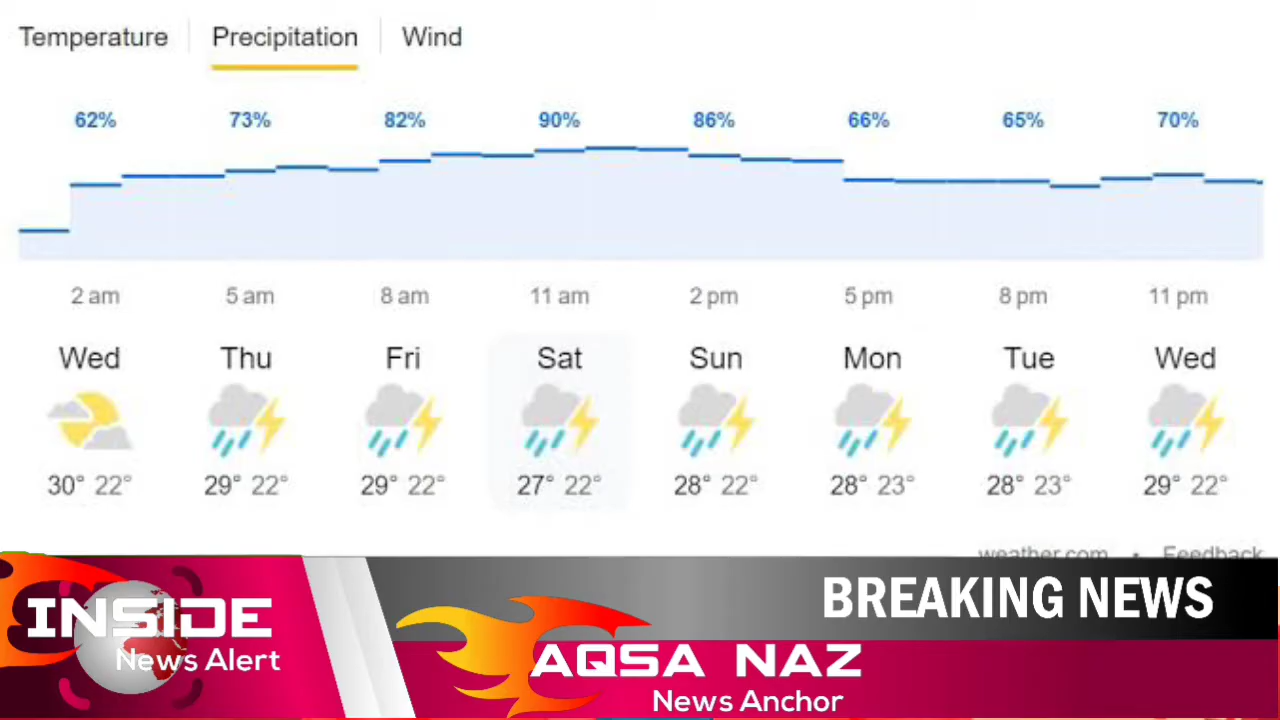 Temperature Precipitation Wind
62% 73% 82% 90% 86% 66% 65% 70%
2 am 5 am 8 am 11 am 2 pm 5 pm 8 pm 11 pm
Wed Thu Fri Sat Sun Mon Tue Wed
30° 22° 29° 22° 29° 22° 27° 22° 28° 22° 28° 23° 28° 23° 29° 22°
weather.com • Feedback
BREAKING NEWS
INSIDE
News Alert
AQSA NAZ
News Anchor